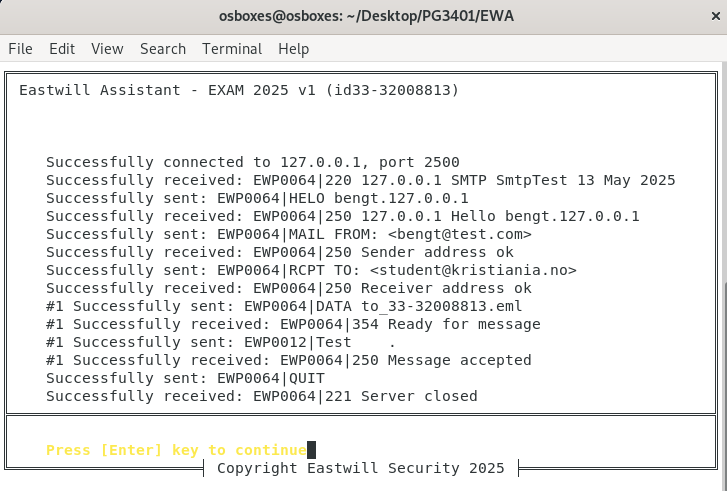 osboxes@osboxes: ~/Desktop/PG3401/EWA
File Edit View Search Terminal Help
Eastwill Assistant - EXAM 2025 v1 (id33-32008813)
Successfully connected to 127.0.0.1, port 2500
Successfully received: EWP0064|220 127.0.0.1 SMTP SmtpTest 13 May 2025
Successfully sent: EWP0064|HELO bengt.127.0.0.1
Successfully received: EWP0064|250 127.0.0.1 Hello bengt.127.0.0.1
Successfully sent: EWP0064|MAIL FROM: <bengt@test.com>
Successfully received: EWP0064|250 Sender address ok
Successfully sent: EWP0064|RCPT TO: <student@kristiania.no>
Successfully received: EWP0064|250 Receiver address ok
#1 Successfully sent: EWP0064|DATA to_33-32008813.eml
#1 Successfully received: EWP0064|354 Ready for message
#1 Successfully sent: EWP0012|Test    .
#1 Successfully received: EWP0064|250 Message accepted
Successfully sent: EWP0064|QUIT
Successfully received: EWP0064|221 Server closed
Press [Enter] key to continue
Copyright Eastwill Security 2025